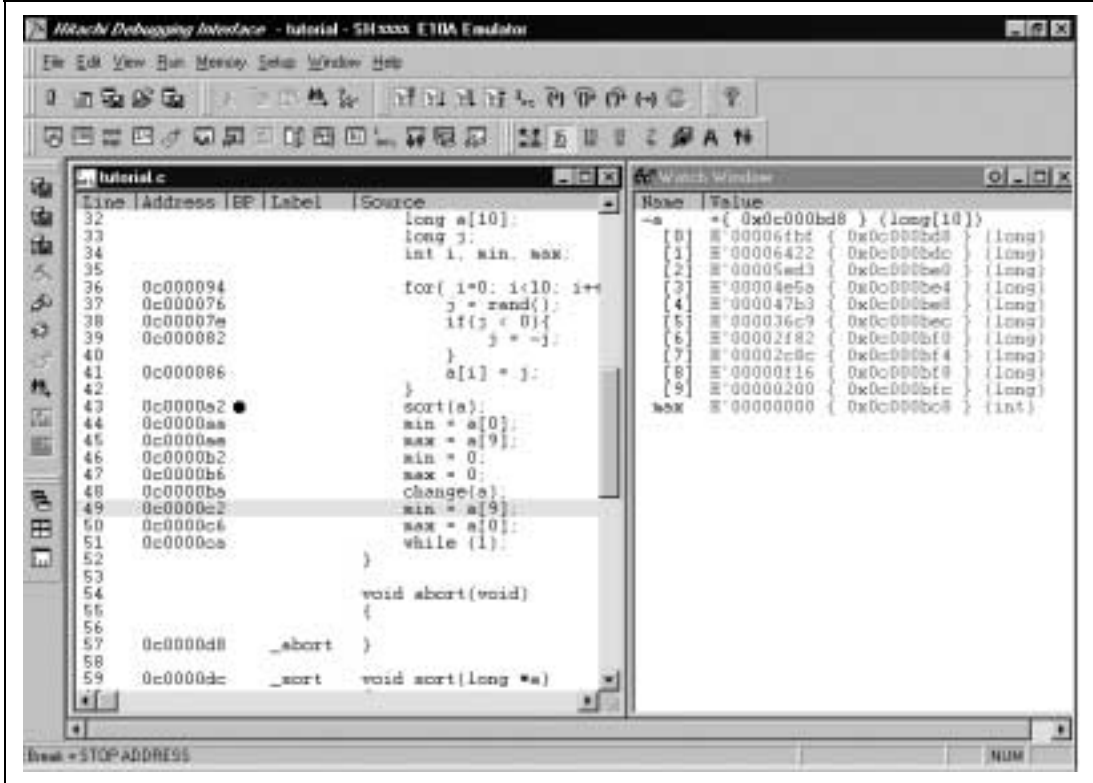 Hitachi Debugging Interface - tutorial - SHxxxx E10A Emulator
File Edit View Run Memory Setup Window Help
tutorial.c
Line Address BP Label Source
32 long a[10];
33 long j;
34 int i, min, max;
35
36 0c000094 for( i=0; i<10; i++
37 0c000076 j = rand();
38 0c00007e if(j < 0){
39 0c000082 j = -j;
40 }
41 0c000086 a[i] = j;
42 }
43 0c0000a2 ● sort(a);
44 0c0000aa min = a[0];
45 0c0000ae max = a[9];
46 0c0000b2 min = 0;
47 0c0000b6 max = 0;
48 0c0000ba change(a);
49 0c0000c2 min = a[9];
50 0c0000c6 max = a[0];
51 0c0000ca while (1);
52 }
53
54 void abort(void)
55 {
56
57 0c0000d8 _abort }
58
59 0c0000dc _sort void sort(long *a)
Watch Window
Name Value
-a ={ 0x0c000bd8 } (long[10])
[0] H'00006fbf { 0x0c000bd8 } (long)
[1] H'00006422 { 0x0c000bdc } (long)
[2] H'00005ed3 { 0x0c000be0 } (long)
[3] H'00004e5a { 0x0c000be4 } (long)
[4] H'000047b3 { 0x0c000be8 } (long)
[5] H'000036c9 { 0x0c000bec } (long)
[6] H'00002f82 { 0x0c000bf0 } (long)
[7] H'00002c8c { 0x0c000bf4 } (long)
[8] H'00000f16 { 0x0c000bf8 } (long)
[9] H'00000200 { 0x0c000bfc } (long)
max H'00000000 { 0x0c000bc8 } (int)
Break = STOP ADDRESS
NUM